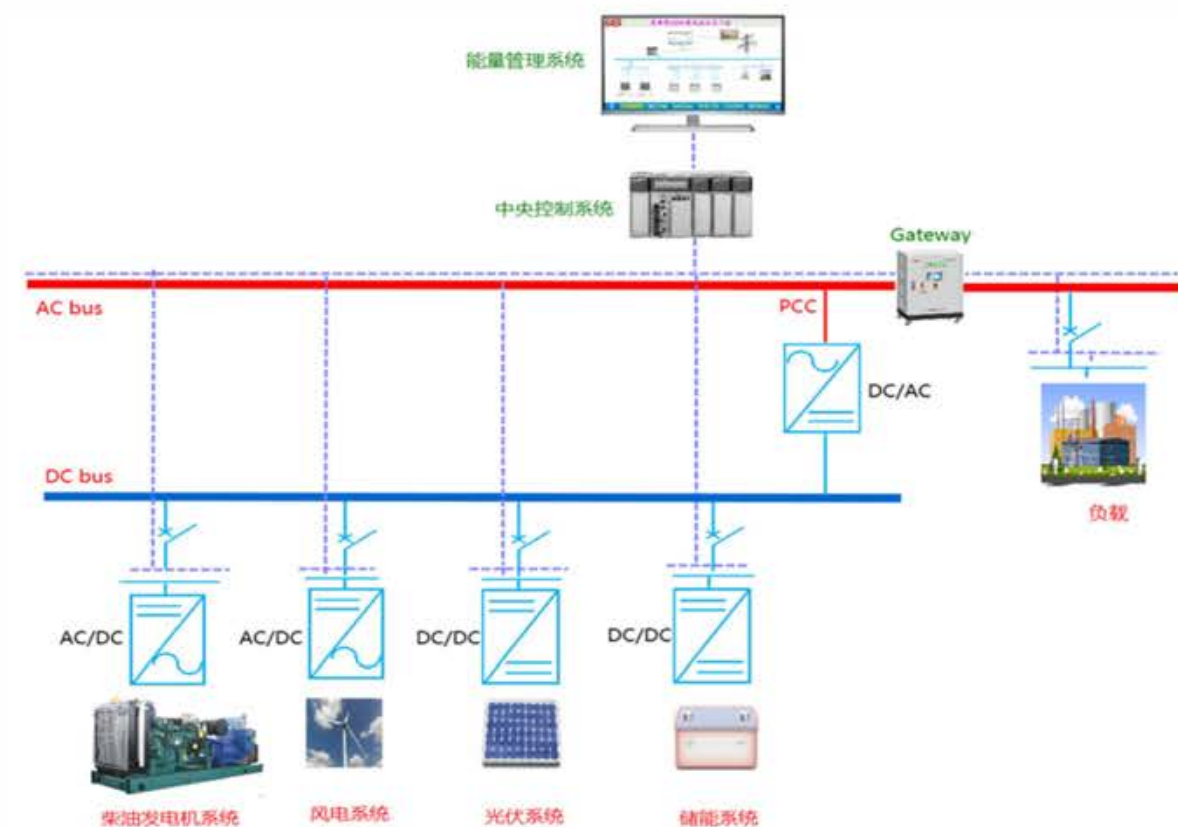 能量管理系统
中央控制系统
Gateway
AC bus
PCC
DC/AC
DC bus
负载
AC/DC
AC/DC
DC/DC
DC/DC
柴油发电机系统
风电系统
光伏系统
储能系统